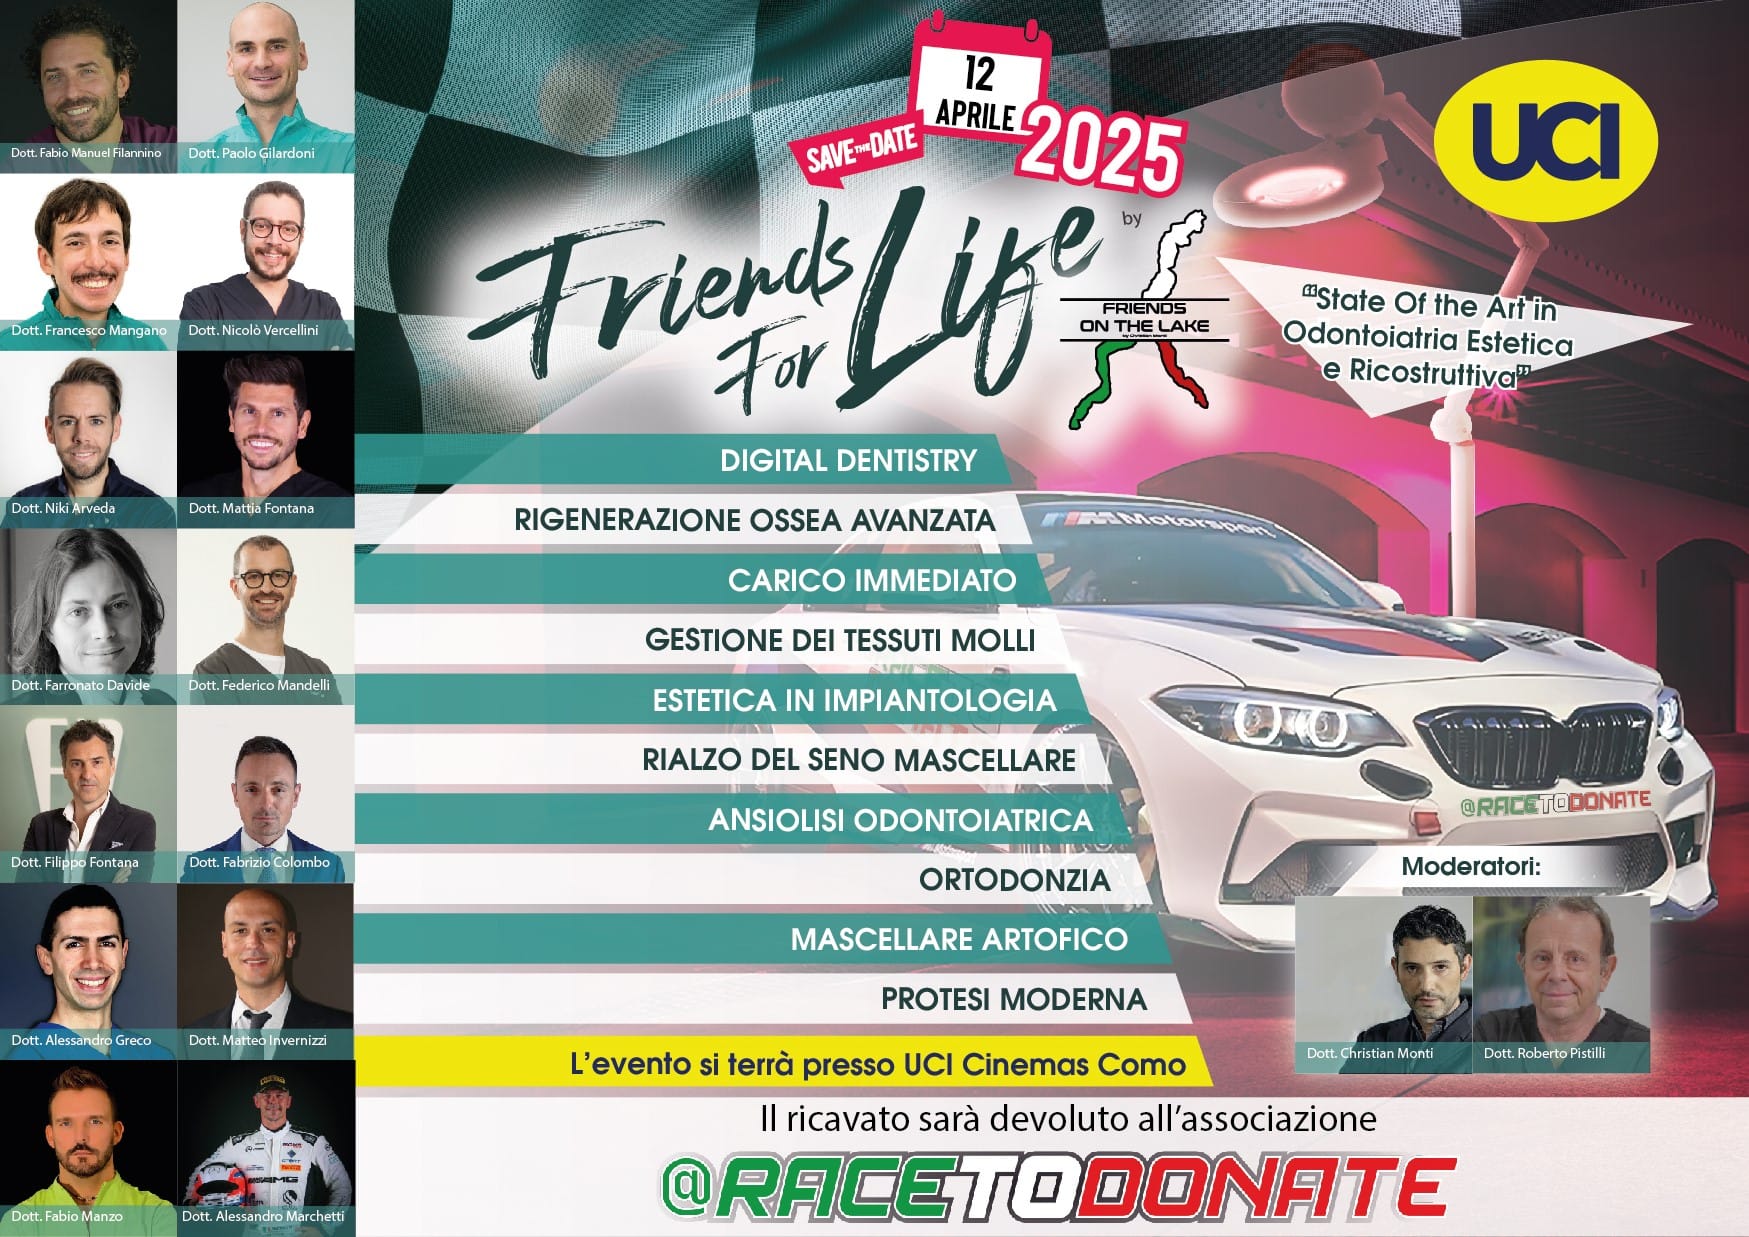 12
APRILE
SAVE THE DATE
2025
UCI
Friends
For Life
by
FRIENDS
ON THE LAKE
by Christian Monti
"State Of the Art in
Odontoiatria Estetica
e Ricostruttiva"
Dott. Fabio Manuel Filannino
Dott. Paolo Gilardoni
Dott. Francesco Mangano
Dott. Nicolò Vercellini
Dott. Niki Arveda
Dott. Mattia Fontana
Dott. Farronato Davide
Dott. Federico Mandelli
Dott. Filippo Fontana
Dott. Fabrizio Colombo
Dott. Alessandro Greco
Dott. Matteo Invernizzi
Dott. Fabio Manzo
Dott. Alessandro Marchetti
AMG
DIGITAL DENTISTRY
RIGENERAZIONE OSSEA AVANZATA
CARICO IMMEDIATO
GESTIONE DEI TESSUTI MOLLI
ESTETICA IN IMPIANTOLOGIA
RIALZO DEL SENO MASCELLARE
ANSIOLISI ODONTOIATRICA
ORTODONZIA
MASCELLARE ARTOFICO
PROTESI MODERNA
L'evento si terrà presso UCI Cinemas Como
M Motorsport
@RACETODONATE
Moderatori:
Dott. Christian Monti
Dott. Roberto Pistilli
Il ricavato sarà devoluto all'associazione
@RACETODONATE